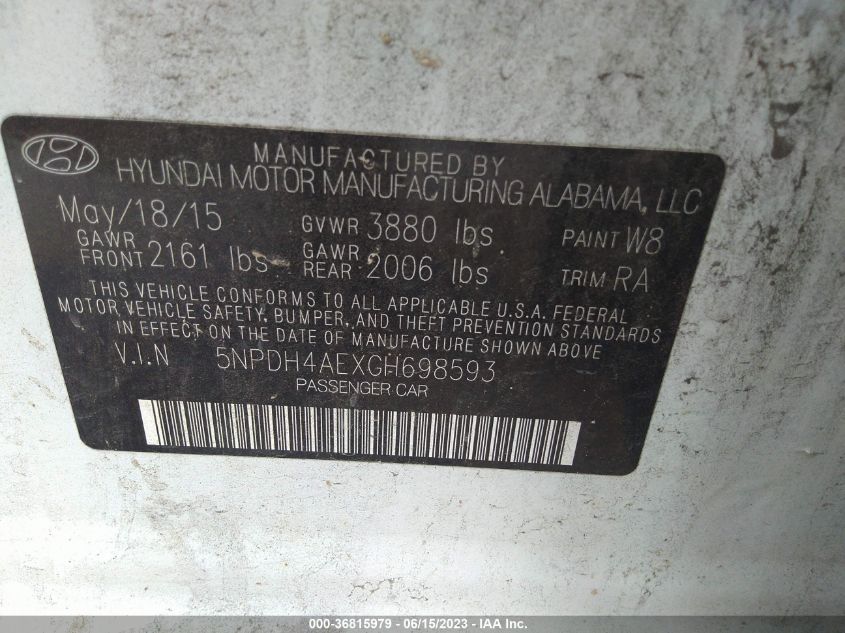 MANUFACTURED BY
HYUNDAI MOTOR MANUFACTURING ALABAMA, LLC
May/18/15 GVWR 3880 lbs PAINT W8
GAWR FRONT 2161 lbs GAWR REAR 2006 lbs TRIM RA
THIS VEHICLE CONFORMS TO ALL APPLICABLE U.S.A. FEDERAL
MOTOR VEHICLE SAFETY, BUMPER, AND THEFT PREVENTION STANDARDS
IN EFFECT ON THE DATE OF MANUFACTURE SHOWN ABOVE
V.I.N 5NPDH4AEXGH698593
PASSENGER CAR
000-36815979 - 06/15/2023 - IAA Inc.